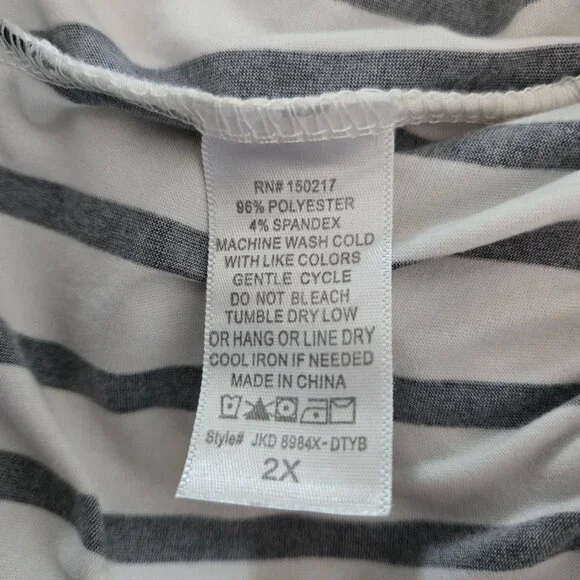 RN# 150217
96% POLYESTER
4% SPANDEX
MACHINE WASH COLD
WITH LIKE COLORS
GENTLE CYCLE
DO NOT BLEACH
TUMBLE DRY LOW
OR HANG OR LINE DRY
COOL IRON IF NEEDED
MADE IN CHINA
Style# JKD 8984X-DTYB
2X